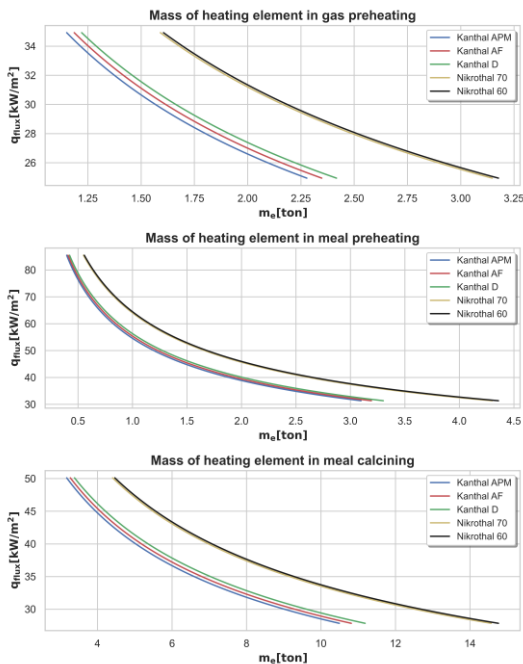 Mass of heating element in gas preheating
q_flux[kW/m²]
34
32
30
28
26
1.25 1.50 1.75 2.00 2.25 2.50 2.75 3.00 3.25
m_e[ton]
Kanthal APM
Kanthal AF
Kanthal D
Nikrothal 70
Nikrothal 60
Mass of heating element in meal preheating
q_flux[kW/m²]
80
70
60
50
40
30
0.5 1.0 1.5 2.0 2.5 3.0 3.5 4.0 4.5
m_e[ton]
Kanthal APM
Kanthal AF
Kanthal D
Nikrothal 70
Nikrothal 60
Mass of heating element in meal calcining
q_flux[kW/m²]
50
45
40
35
30
4 6 8 10 12 14
m_e[ton]
Kanthal APM
Kanthal AF
Kanthal D
Nikrothal 70
Nikrothal 60